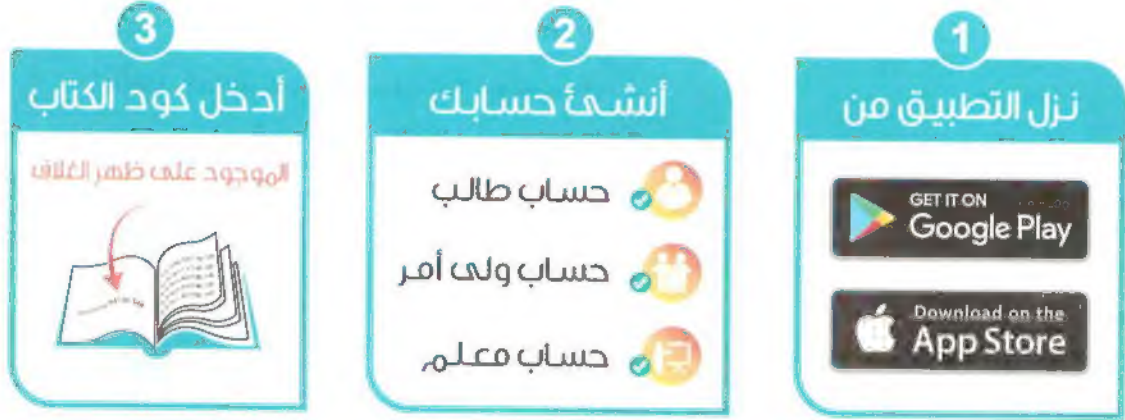 1
نزل التطبيق من
GET IT ON
Google Play
Download on the
App Store
2
أنشئ حسابك
حساب طالب
حساب ولى أمر
حساب معلم
3
أدخل كود الكتاب
الموجود على ظهر الغلاف